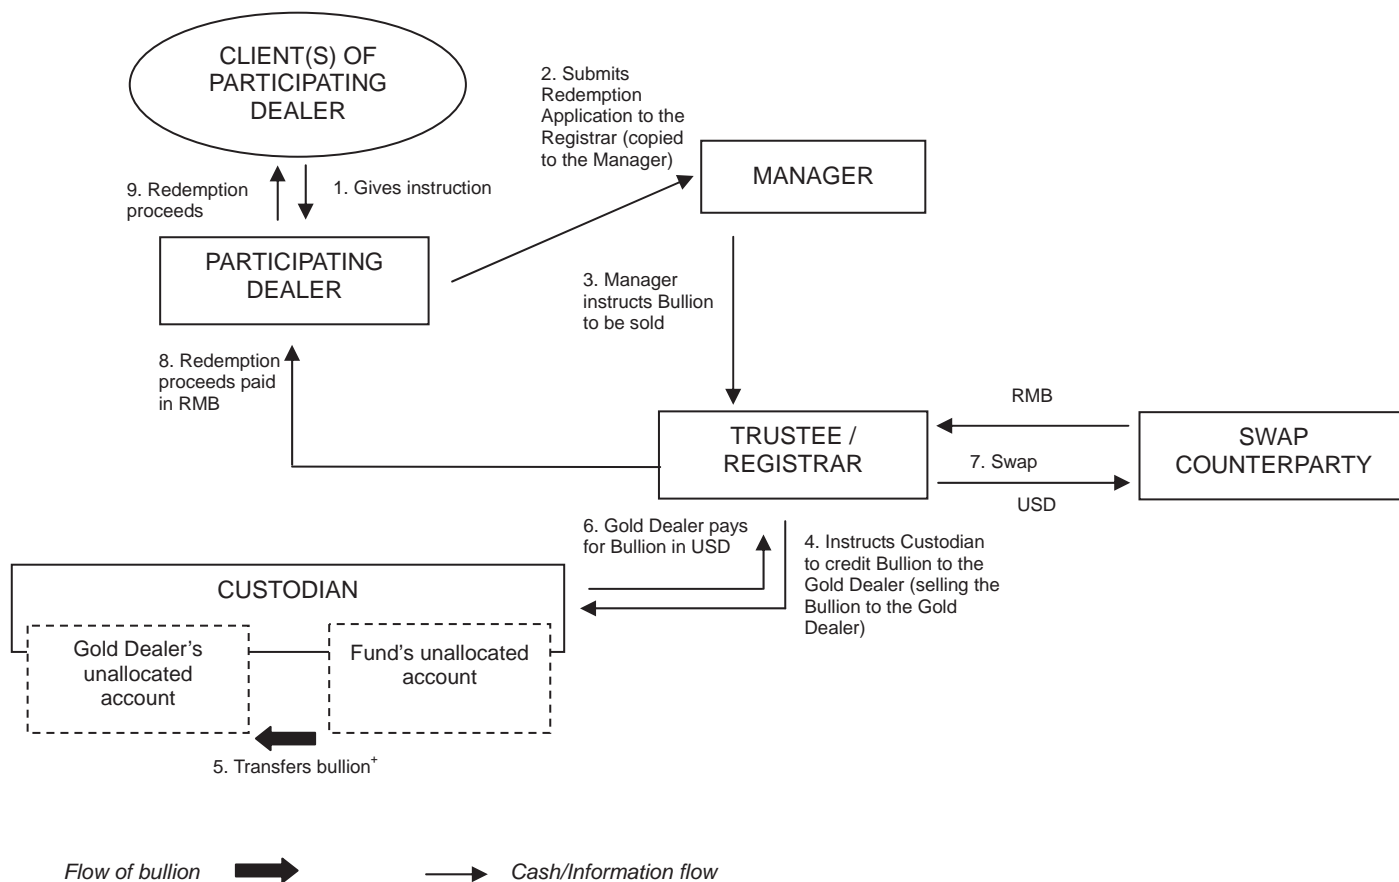 CLIENT(S) OF
PARTICIPATING
DEALER
2. Submits
Redemption
Application to the
Registrar (copied
to the Manager)
MANAGER
9. Redemption
proceeds
1. Gives instruction
PARTICIPATING
DEALER
3. Manager
instructs Bullion
to be sold
8. Redemption
proceeds paid
in RMB
TRUSTEE /
REGISTRAR
RMB
7. Swap
USD
SWAP
COUNTERPARTY
6. Gold Dealer pays
for Bullion in USD
4. Instructs Custodian
to credit Bullion to the
Gold Dealer (selling the
Bullion to the Gold
Dealer)
CUSTODIAN
Gold Dealer's
unallocated
account
Fund's unallocated
account
5. Transfers bullion+
Flow of bullion
Cash/Information flow